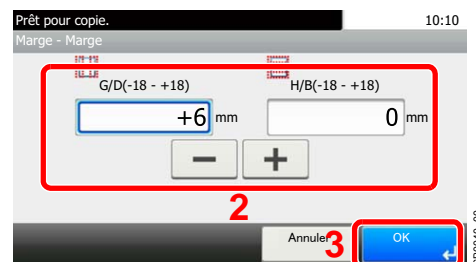 Prêt pour copie. 10:10
Marge - Marge
G/D(-18 - +18) H/B(-18 - +18)
+6 mm 0 mm
− +
2
Annuler 3 OK